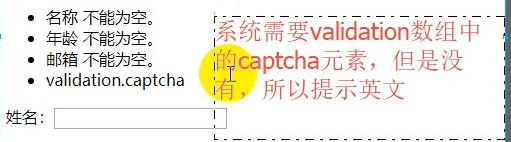 名称 不能为空。
年龄 不能为空。
邮箱 不能为空。
validation.captcha
姓名：
系统需要validation数组中
的captcha元素，但是没
有，所以提示英文